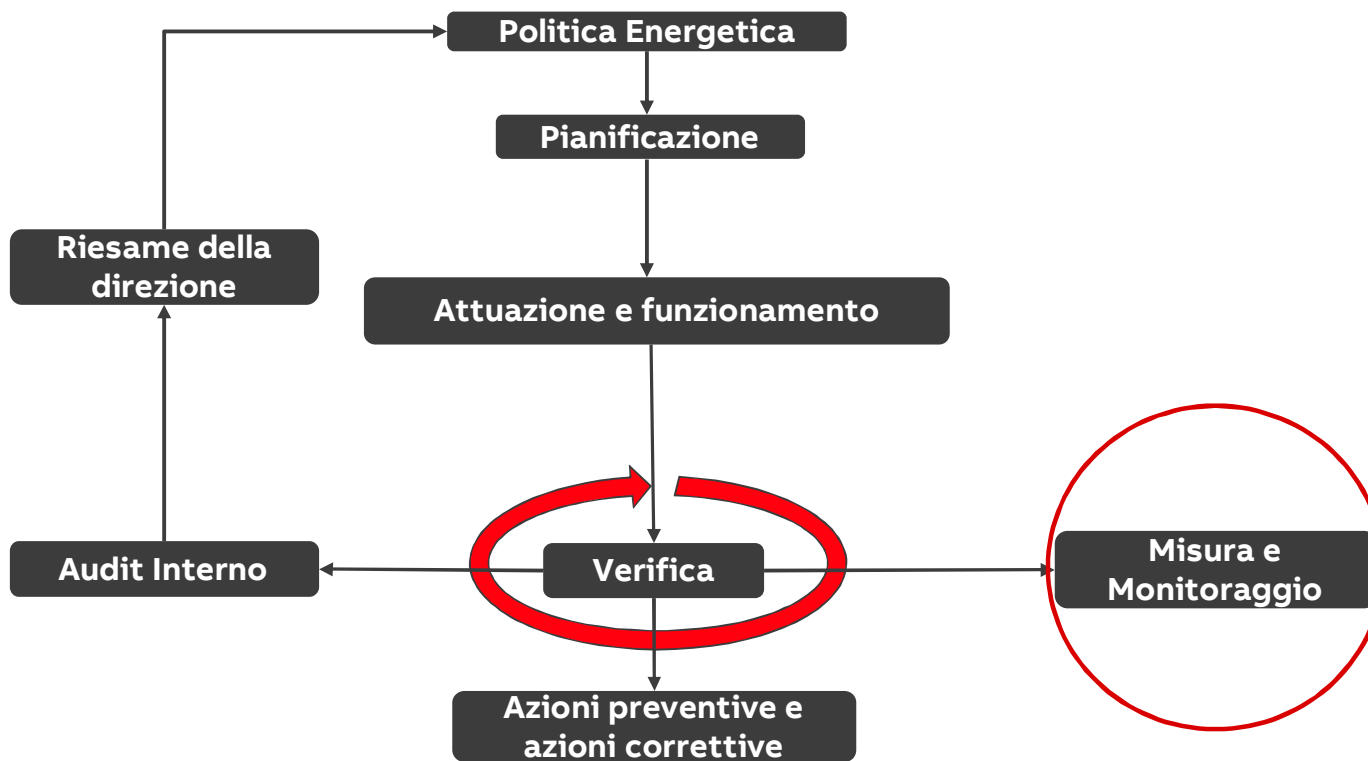 Politica Energetica
Pianificazione
Riesame della
direzione
Attuazione e funzionamento
Audit Interno
Verifica
Misura e
Monitoraggio
Azioni preventive e
azioni correttive